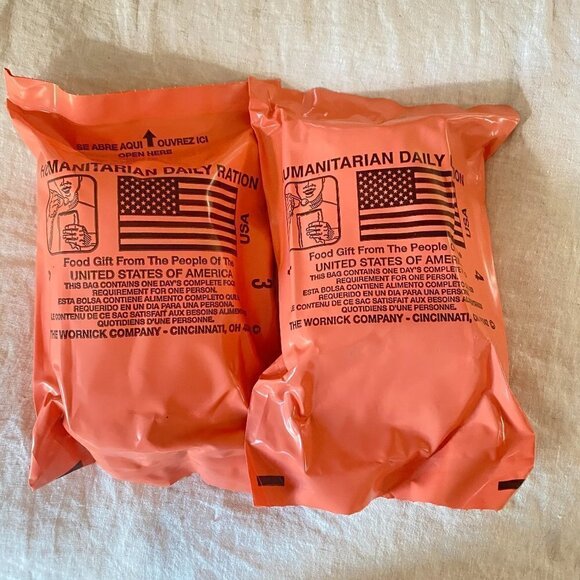 SE ABRE AQUI OUVREZ ICI
OPEN HERE
HUMANITARIAN DAILY RATION
USA
Food Gift From The People Of The
UNITED STATES OF AMERICA
THIS BAG CONTAINS ONE DAY'S COMPLETE FOOD
REQUIREMENT FOR ONE PERSON.
ESTA BOLSA CONTIENE ALIMENTO COMPLETO QUE
REQUERIDO EN UN DIA PARA UNA PERSONA.
LE CONTENU DE CE SAC SATISFAIT AUX BESOINS ALIMEN
QUOTIDIENS D'UNE PERSONNE.
THE WORNICK COMPANY - CINCINNATI, OH
3
UMANITARIAN DAILY
USA
Food Gift From The People Of
UNITED STATES OF AMERICA
THIS BAG CONTAINS ONE DAY'S COMPLETE
REQUIREMENT FOR ONE PERSON.
ESTA BOLSA CONTIENE ALIMENTO COMPLETO
REQUERIDO EN UN DIA PARA UNA PERSONA.
LE CONTENU DE CE SAC SATISFAIT AUX BESOINS
QUOTIDIENS D'UNE PERSONNE.
THE WORNICK COMPANY - CINCINNATI,
4